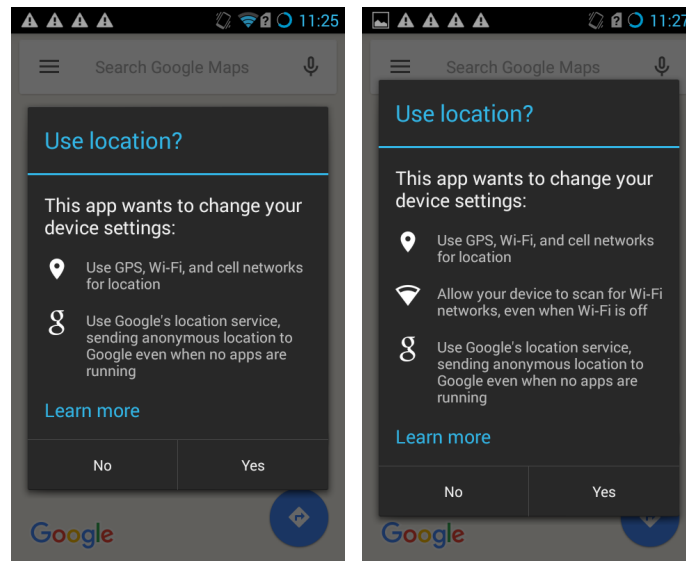 11:25
Search Google Maps
Use location?
This app wants to change your
device settings:
Use GPS, Wi-Fi, and cell networks
for location
Use Google's location service,
sending anonymous location to
Google even when no apps are
running
Learn more
No Yes
Google
11:27
Search Google Maps
Use location?
This app wants to change your
device settings:
Use GPS, Wi-Fi, and cell networks
for location
Allow your device to scan for Wi-Fi
networks, even when Wi-Fi is off
Use Google's location service,
sending anonymous location to
Google even when no apps are
running
Learn more
No Yes
Google